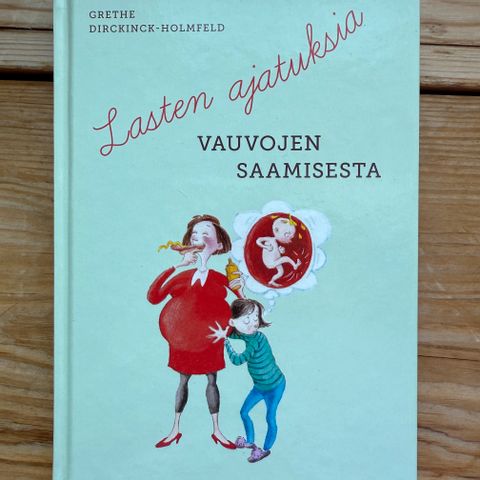 GRETHE
DIRCKINCK-HOLMFELD
Lasten ajatuksia
VAUVOJEN
SAAMISESTA